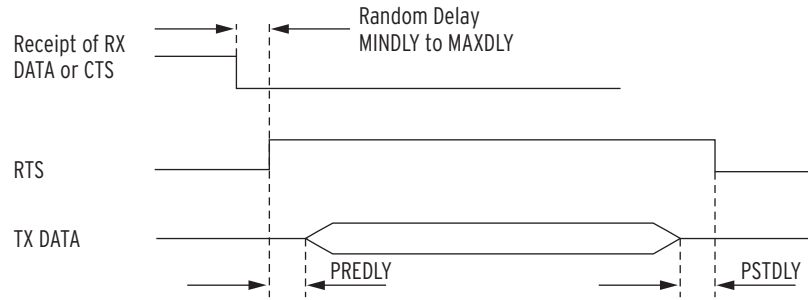 Random Delay
MINDLY to MAXDLY
Receipt of RX
DATA or CTS
RTS
TX DATA
PREDLY
PSTDLY